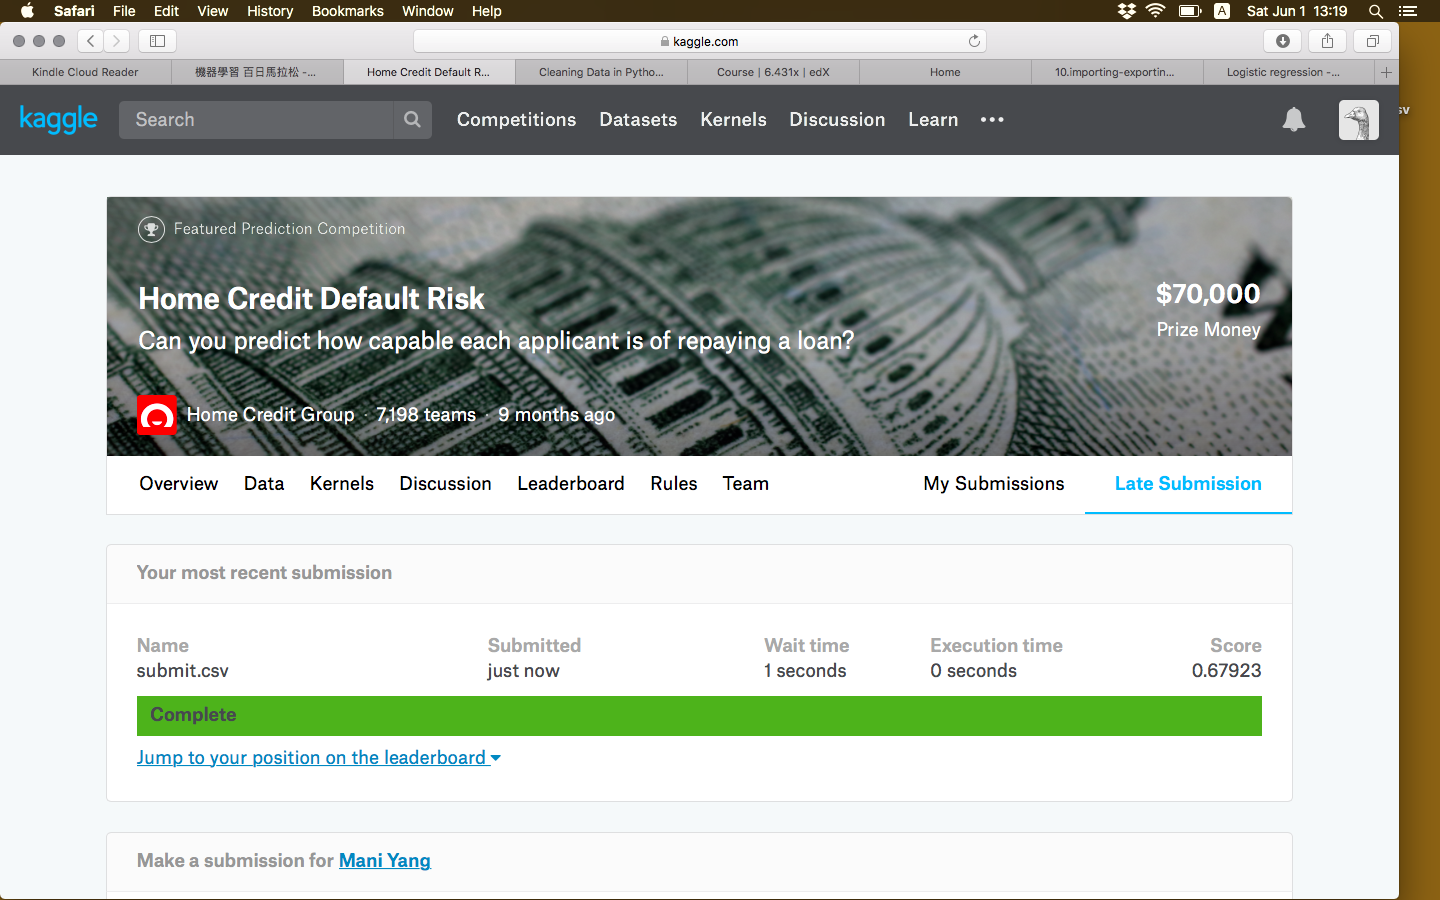 Safari File Edit View History Bookmarks Window Help A Sat Jun 1 13:19
kaggle.com
Kindle Cloud Reader 機器學習 百日馬拉松 -... Home Credit Default R... Cleaning Data in Pytho... Course | 6.431x | edX Home 10.importing-exportin... Logistic regression -...
kaggle Search Competitions Datasets Kernels Discussion Learn
sv
Featured Prediction Competition
Home Credit Default Risk
$70,000
Can you predict how capable each applicant is of repaying a loan?
Prize Money
Home Credit Group · 7,198 teams · 9 months ago
Overview Data Kernels Discussion Leaderboard Rules Team My Submissions Late Submission
Your most recent submission
Name Submitted Wait time Execution time Score
submit.csv just now 1 seconds 0 seconds 0.67923
Complete
Jump to your position on the leaderboard
Make a submission for Mani Yang